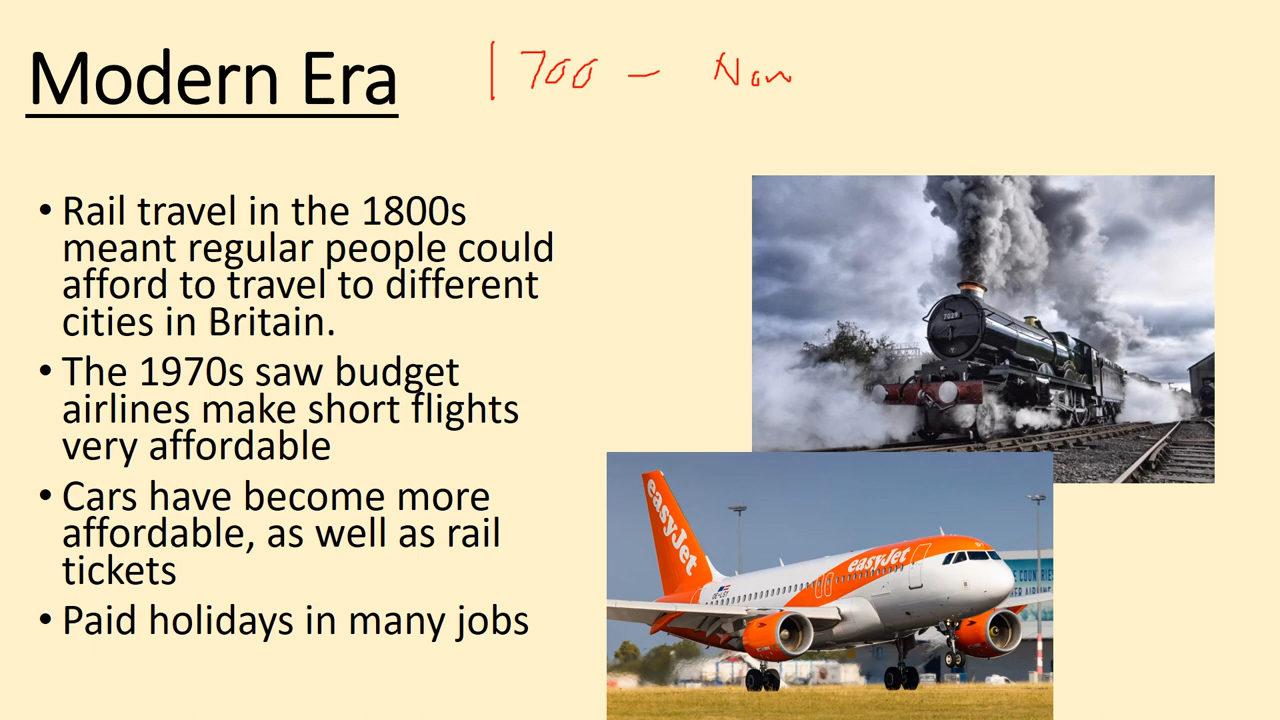 Modern Era
1700 - Now
• Rail travel in the 1800s
meant regular people could
afford to travel to different
cities in Britain.
• The 1970s saw budget
airlines make short flights
very affordable
• Cars have become more
affordable, as well as rail
tickets
• Paid holidays in many jobs
7029
easyJet
easyJet